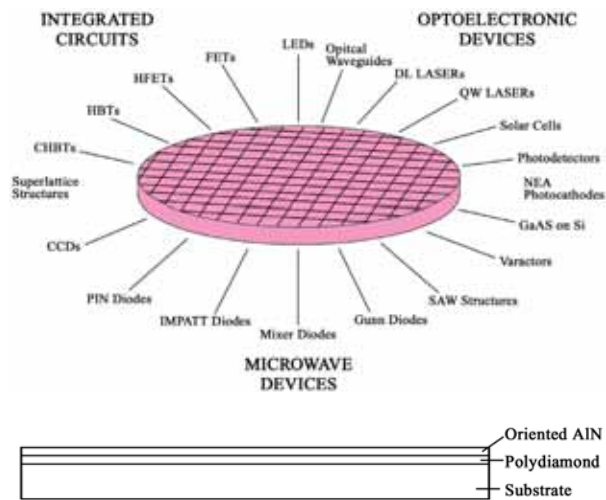 INTEGRATED
CIRCUITS
OPTOELECTRONIC
DEVICES
LEDs
Opitcal
Waveguides
FETs
DL LASERs
HFETs
QW LASERs
HBTs
Solar Cells
CHBTs
Photodetectors
Superlattice
Structures
NEA
Photocathodes
GaAS on Si
CCDs
Varactors
PIN Diodes
SAW Structures
IMPATT Diodes
Gunn Diodes
Mixer Diodes
MICROWAVE
DEVICES
Oriented AlN
Polydiamond
Substrate